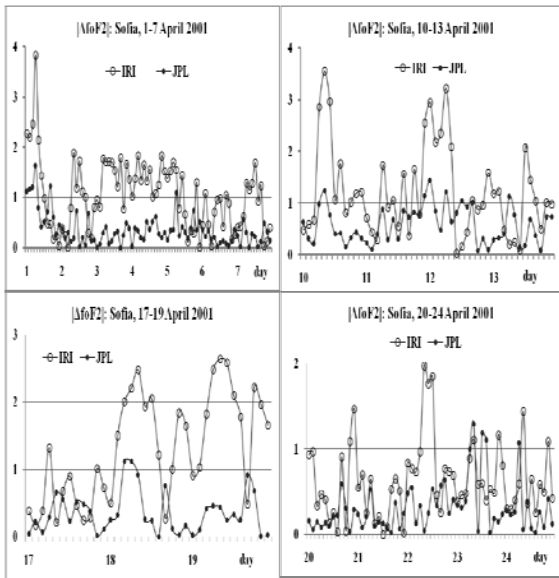 |ΔfoF2|: Sofia, 1-7 April 2001
IRI JPL
4
3
2
1
0
1 2 3 4 5 6 7 day
|ΔfoF2|: Sofia, 10-13 April 2001
IRI JPL
4
3
2
1
0
10 11 12 13 day
|ΔfoF2|: Sofia, 17-19 April 2001
IRI JPL
3
2
1
0
17 18 19 day
|ΔfoF2|: Sofia, 20-24 April 2001
IRI JPL
2
1
0
20 21 22 23 24 day